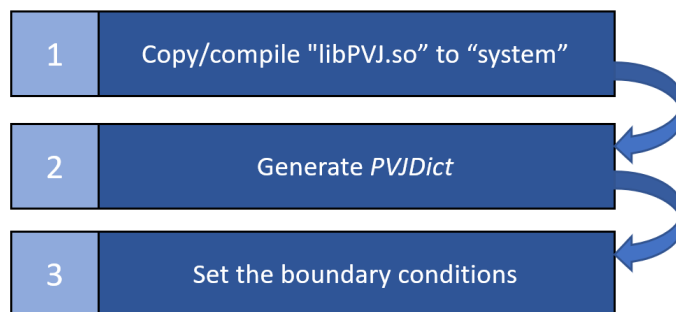 1
Copy/compile "libPVJ.so” to “system”
2
Generate PVJDict
3
Set the boundary conditions